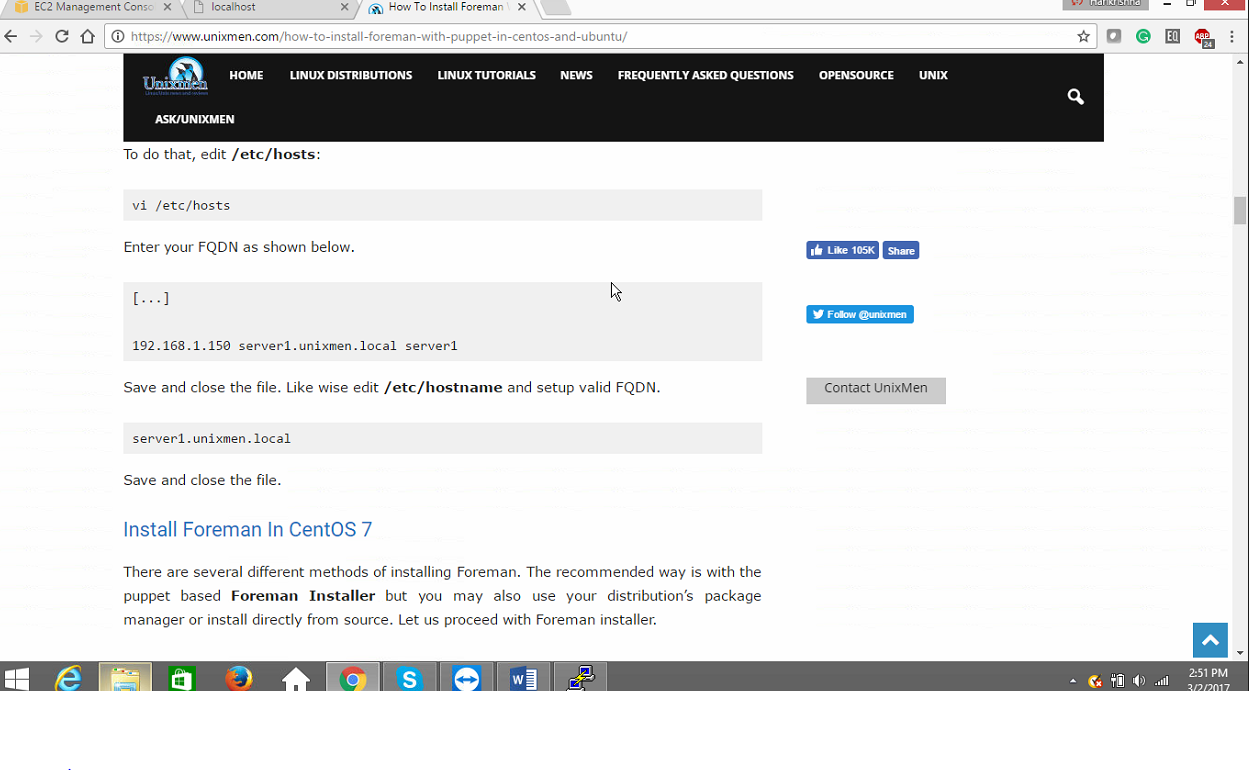 EC2 Management Conso
localhost
How To Install Foreman
Harikrishna
https://www.unixmen.com/how-to-install-foreman-with-puppet-in-centos-and-ubuntu/
EQ
ABP
24
Unixmen
HOME
LINUX DISTRIBUTIONS
LINUX TUTORIALS
NEWS
FREQUENTLY ASKED QUESTIONS
OPENSOURCE
UNIX
ASK/UNIXMEN
To do that, edit /etc/hosts:
vi /etc/hosts
Enter your FQDN as shown below.
Like 105K
Share
[...]
Follow @unixmen
192.168.1.150 server1.unixmen.local server1
Save and close the file. Like wise edit /etc/hostname and setup valid FQDN.
Contact UnixMen
server1.unixmen.local
Save and close the file.
Install Foreman In CentOS 7
There are several different methods of installing Foreman. The recommended way is with the
puppet based Foreman Installer but you may also use your distribution’s package
manager or install directly from source. Let us proceed with Foreman installer.
2:51 PM
3/2/2017